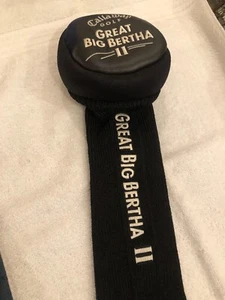 Callaway
GOLF
GREAT
BIG BERTHA
II
GREAT BIG BERTHA II